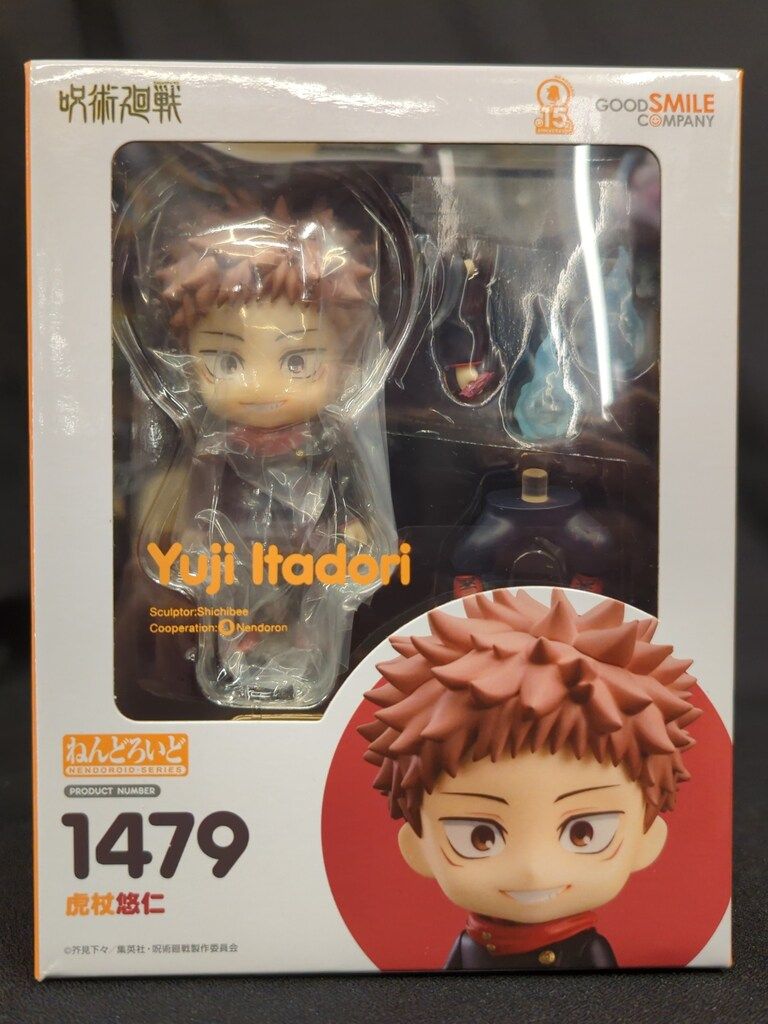 呪術廻戦
15
GOOD SMILE
COMPANY
Yuji Itadori
Sculptor:Shichibee
Cooperation: Nendoron
ねんどろいど
NENDOROID·SERIES
PRODUCT NUMBER
1479
虎杖悠仁
©芥見下々／集英社・呪術廻戦製作委員会